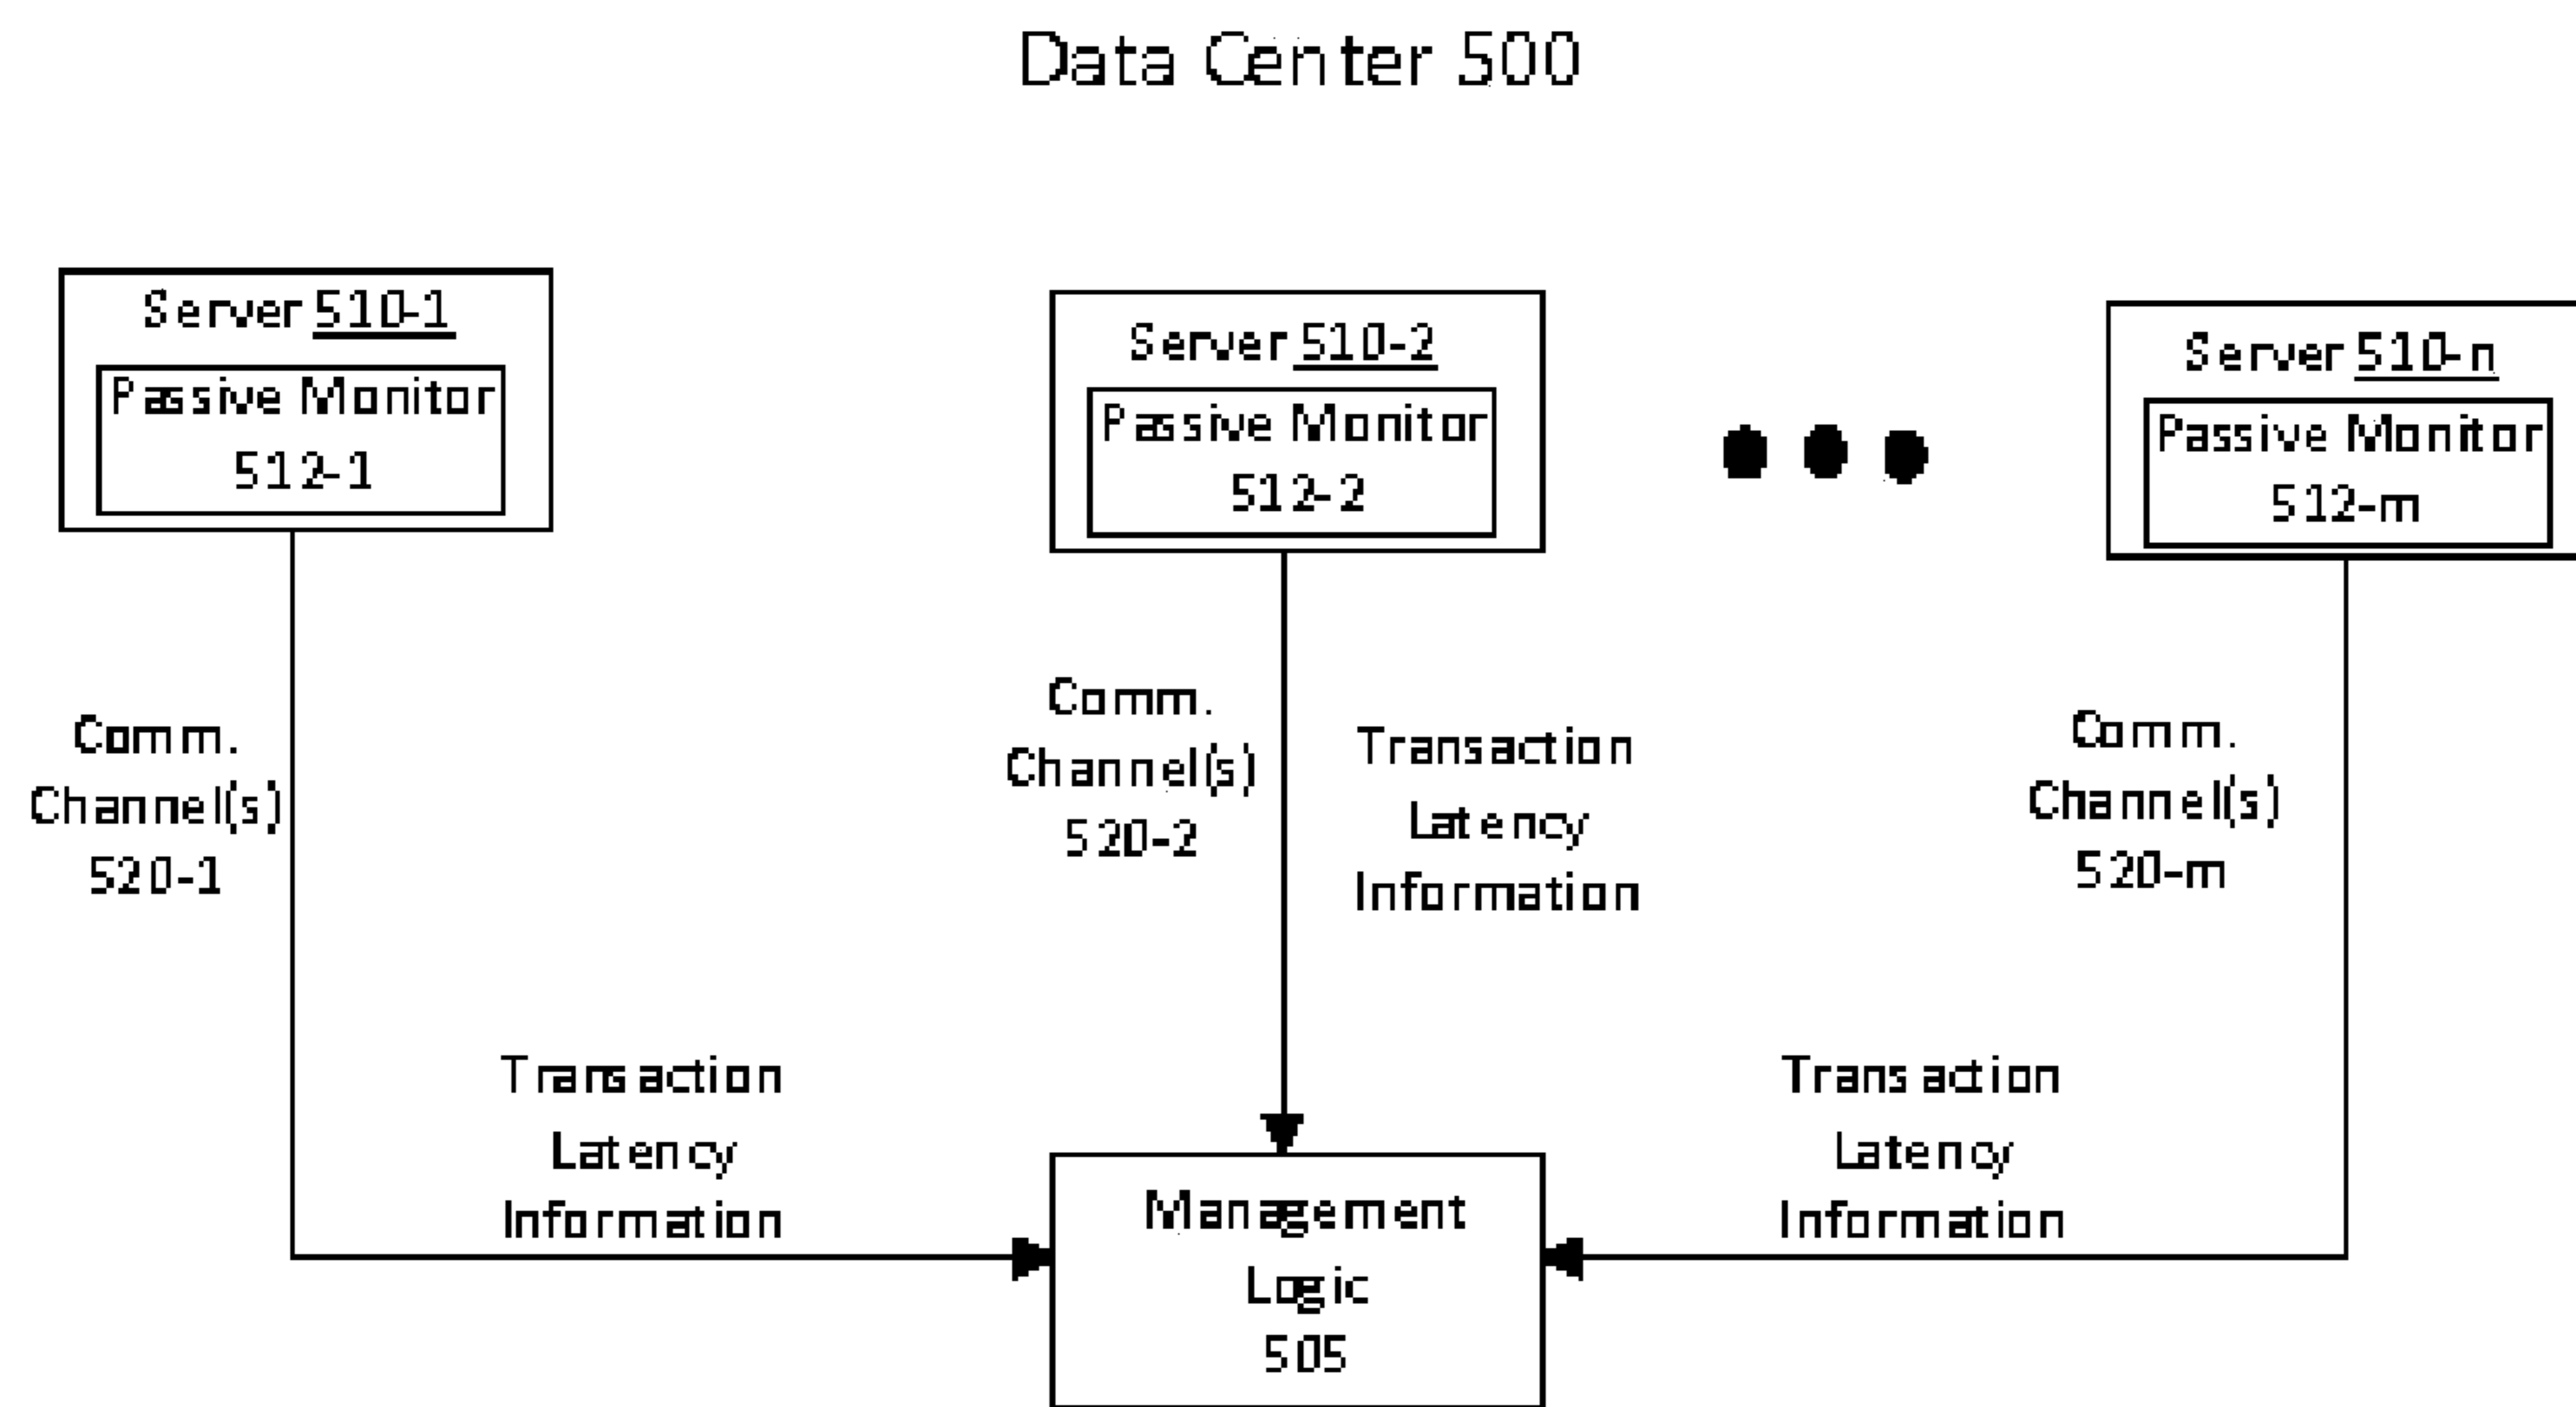 Data Center 500
Server 510-1
Passive Monitor
512-1
Server 510-2
Passive Monitor
512-2
Server 510-n
Passive Monitor
512-m
Comm.
Channel(s)
520-1
Comm.
Channel(s)
520-2
Transaction
Latency
Information
Comm.
Channel(s)
520-m
Transaction
Latency
Information
Transaction
Latency
Information
Management
Logic
505